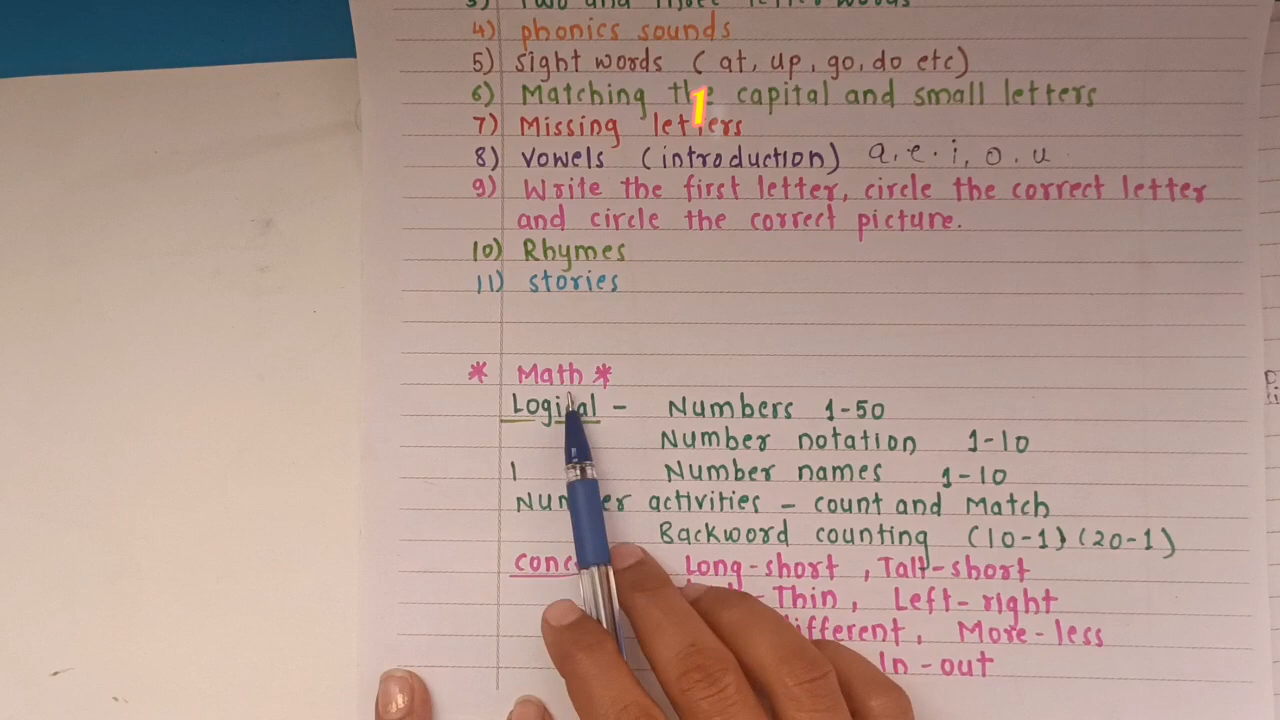 4) phonics sounds
5) sight words ( at, up, go, do etc)
6) Matching the capital and small letters
1
7) Missing letters
8) vowels (introduction) a, e. i, o. u
9) Write the first letter, circle the correct letter
and circle the correct picture.
10) Rhymes
11) stories
* Math *
Logical - Numbers 1-50
Number notation 1-10
Number names 1-10
Number activities - count and Match
Backword counting (10-1) (20-1)
Long-short, Tall-short
Thin, Left-right
More-less
In-out